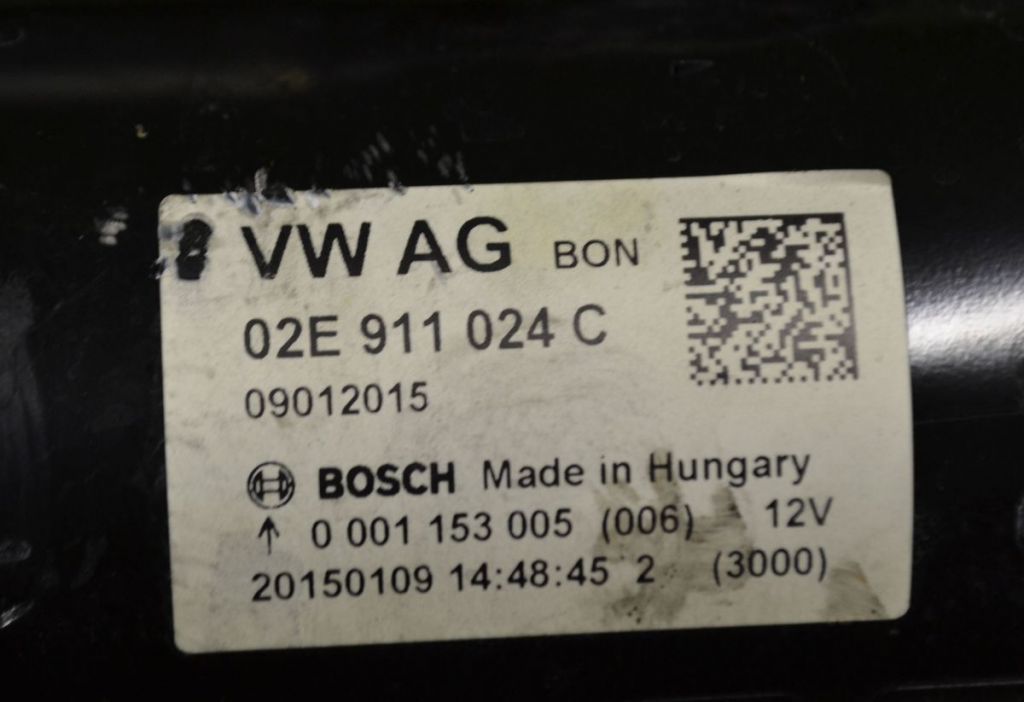 VW AG BON
02E 911 024 C
09012015
BOSCH Made in Hungary
↑ 0 001 153 005 (006) 12V
20150109 14:48:45 2 (3000)